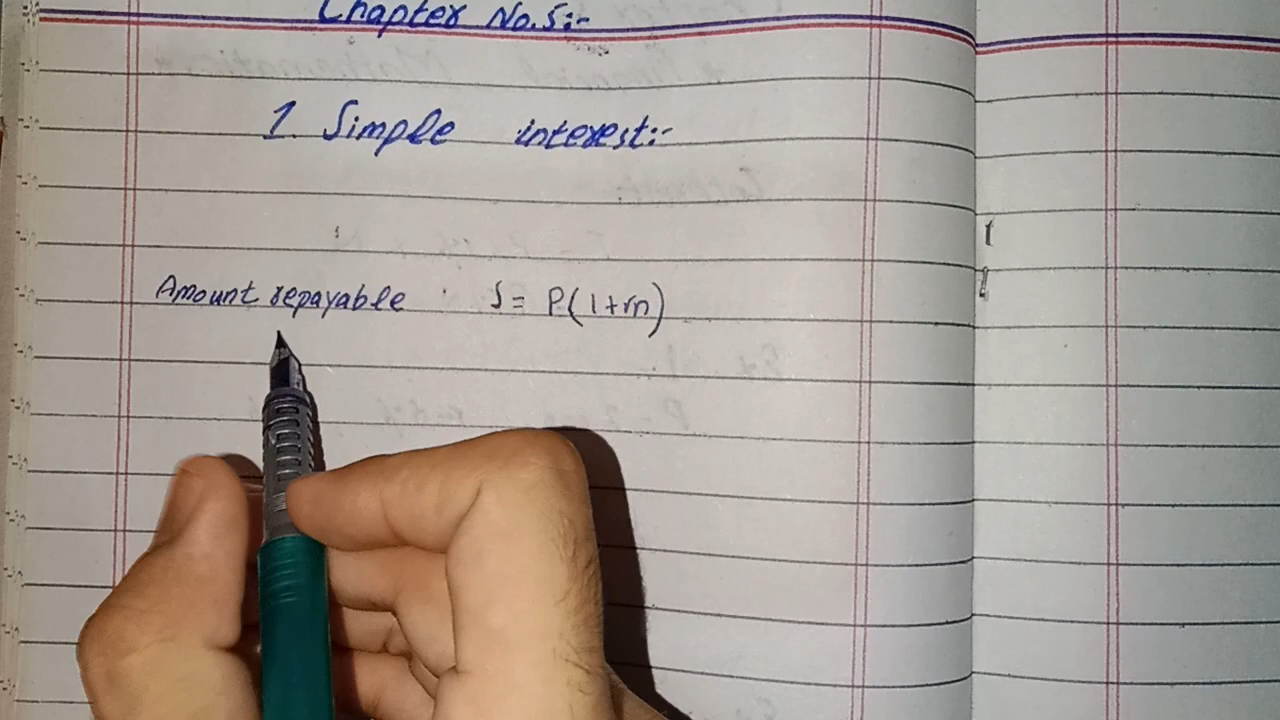 Chapter No.5:-
1. Simple interest:-
Amount repayable S = P(1+rn)